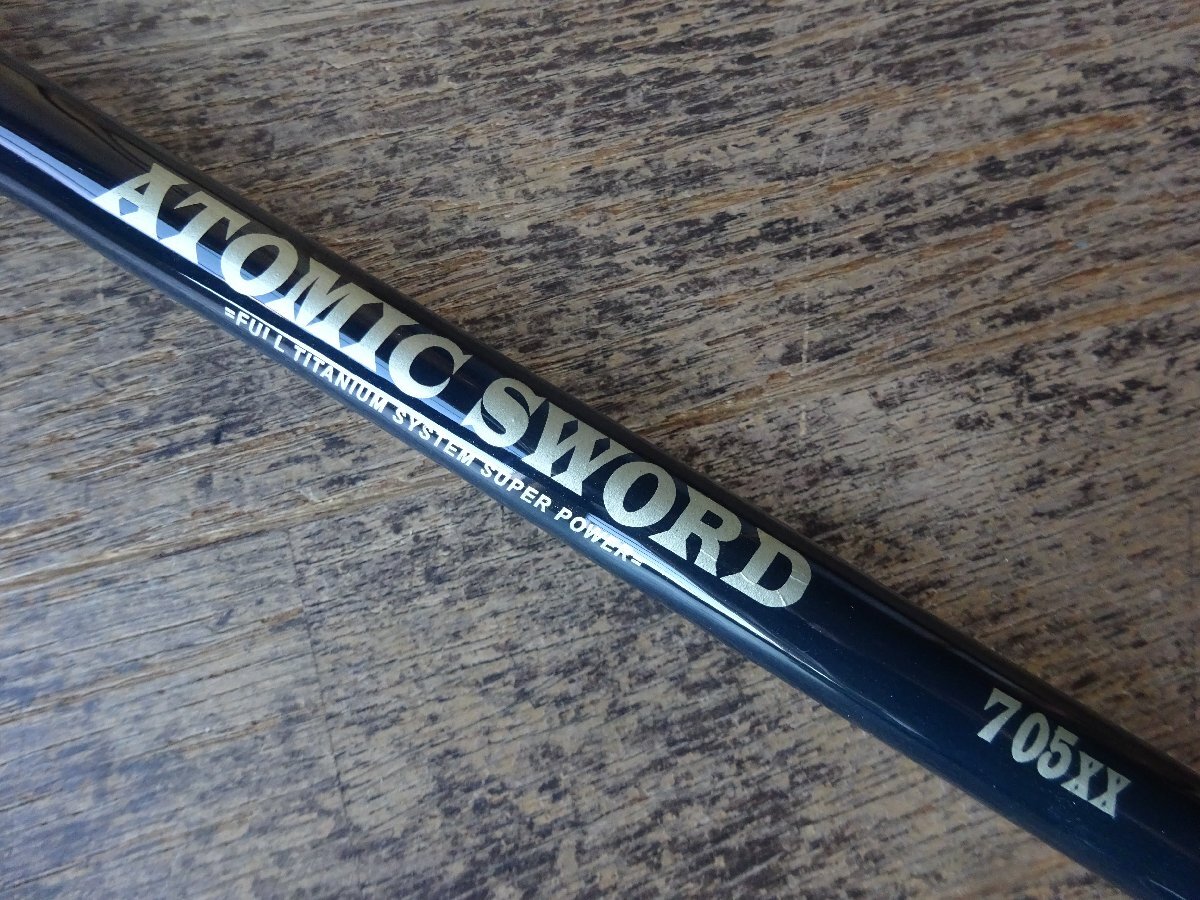 ATOMIC SWORD
=FULL TITANIUM SYSTEM SUPER POWER=
705XX